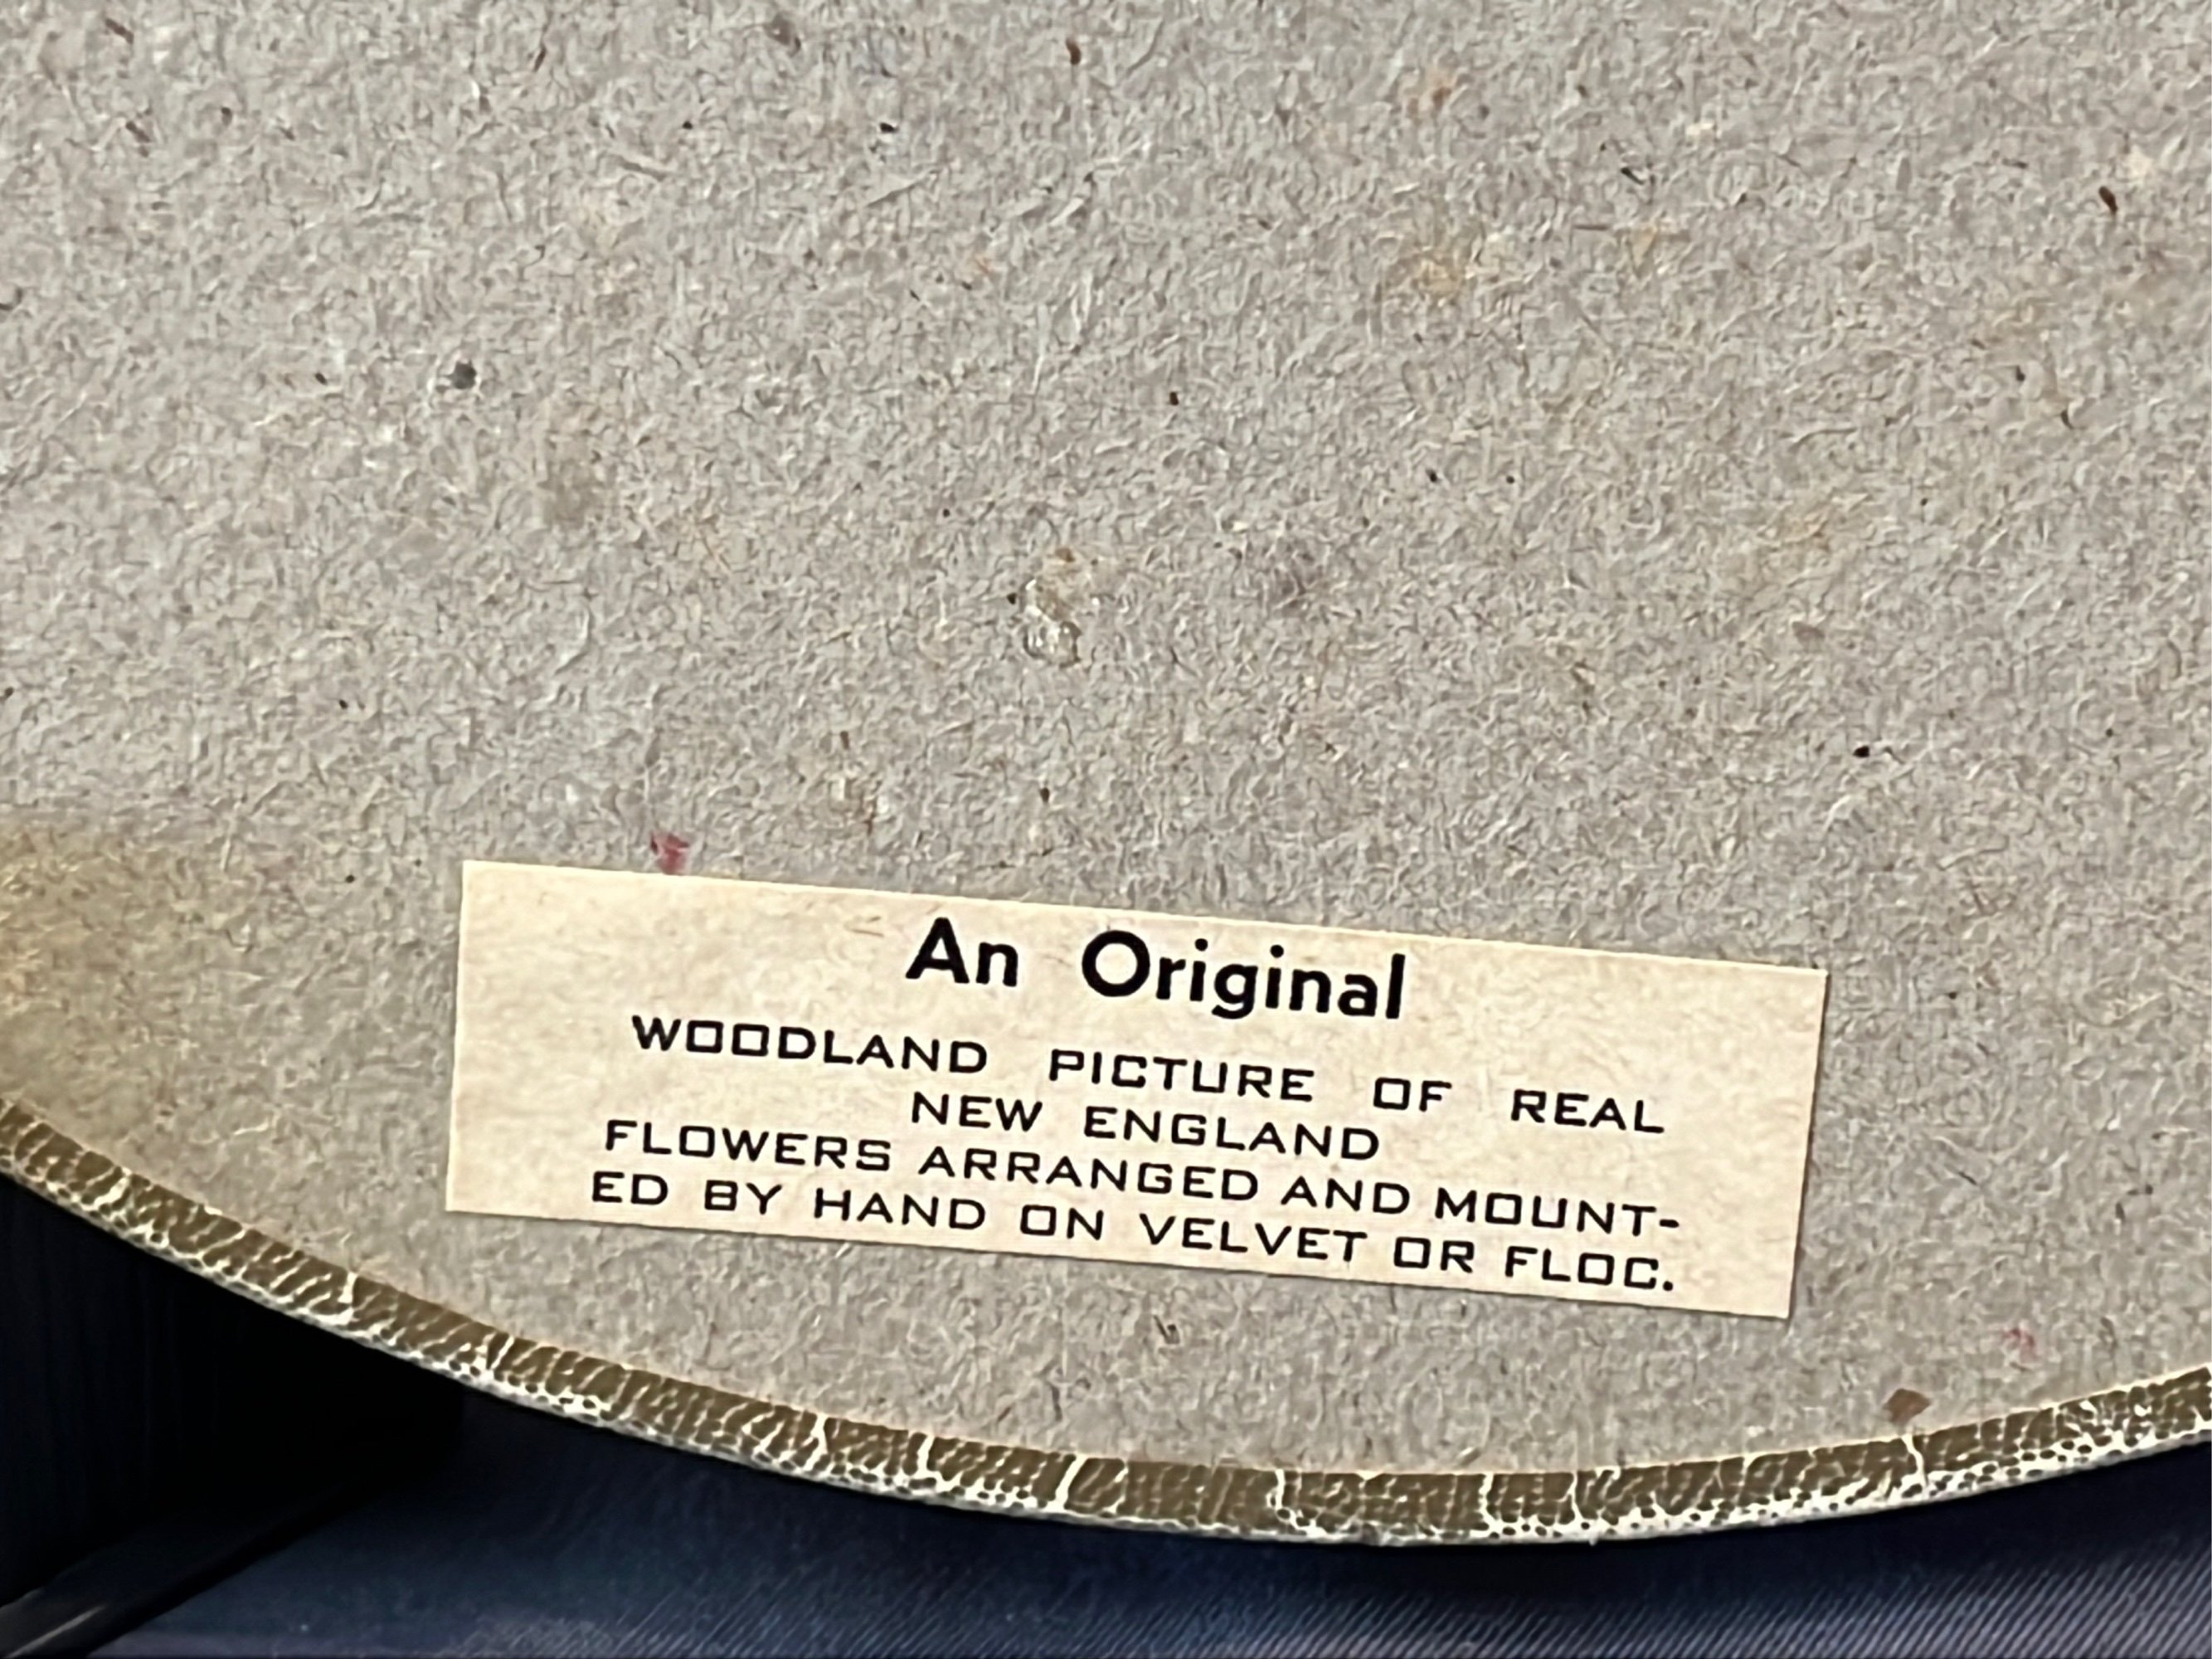 An Original
WOODLAND PICTURE OF REAL
NEW ENGLAND
FLOWERS ARRANGED AND MOUNT-
ED BY HAND ON VELVET OR FLOC.